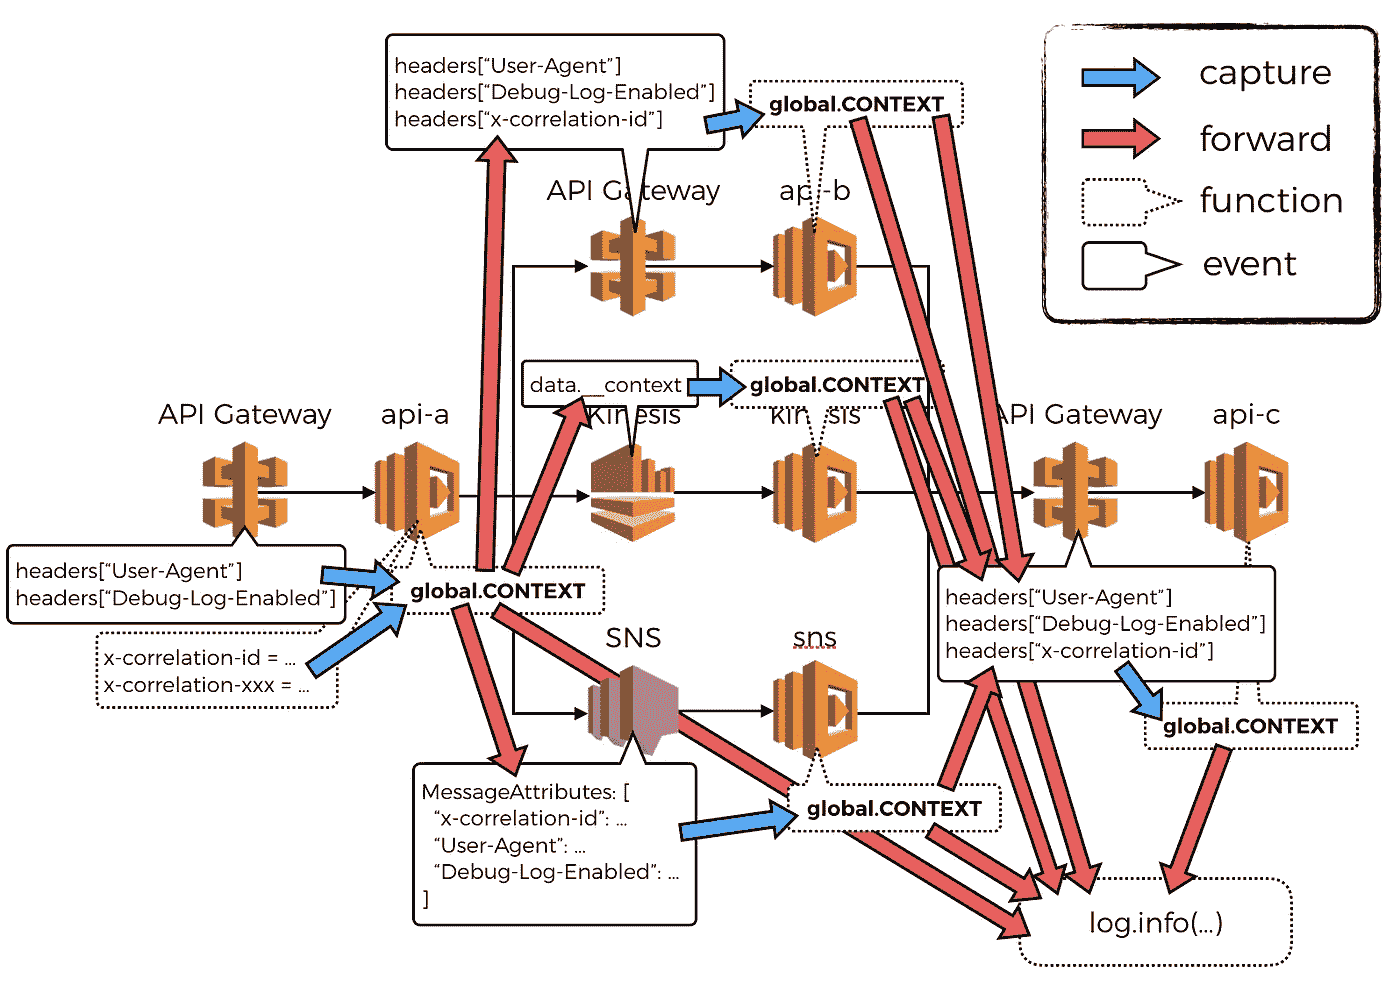 headers[“User-Agent”]
headers[“Debug-Log-Enabled”]
headers[“x-correlation-id”]
global.CONTEXT
capture
forward
function
event
API Gateway
api-b
data.__context
global.CONTEXT
Kinesis
kinesis
API Gateway
api-a
API Gateway
api-c
headers[“User-Agent”]
headers[“Debug-Log-Enabled”]
global.CONTEXT
x-correlation-id = ...
x-correlation-xxx = ...
SNS
sns
headers[“User-Agent”]
headers[“Debug-Log-Enabled”]
headers[“x-correlation-id”]
global.CONTEXT
MessageAttributes: [
“x-correlation-id”: ...
“User-Agent”: ...
“Debug-Log-Enabled”: ...
]
global.CONTEXT
log.info(...)